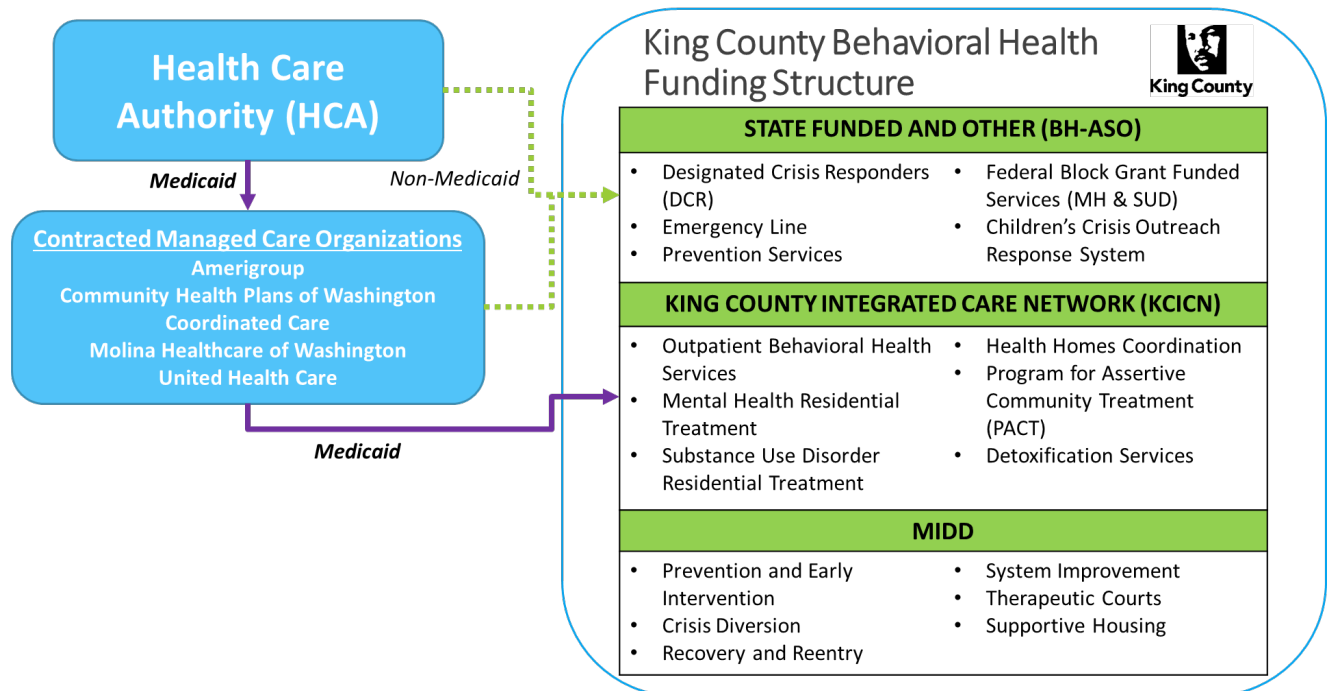 Health Care
Authority (HCA)
Medicaid
Non-Medicaid
Contracted Managed Care Organizations
Amerigroup
Community Health Plans of Washington
Coordinated Care
Molina Healthcare of Washington
United Health Care
Medicaid
King County Behavioral Health
Funding Structure
King County
STATE FUNDED AND OTHER (BH-ASO)
• Designated Crisis Responders
(DCR)
• Emergency Line
• Prevention Services
• Federal Block Grant Funded
Services (MH & SUD)
• Children’s Crisis Outreach
Response System
KING COUNTY INTEGRATED CARE NETWORK (KCICN)
• Outpatient Behavioral Health
Services
• Mental Health Residential
Treatment
• Substance Use Disorder
Residential Treatment
• Health Homes Coordination
• Program for Assertive
Community Treatment
(PACT)
• Detoxification Services
MIDD
• Prevention and Early
Intervention
• Crisis Diversion
• Recovery and Reentry
• System Improvement
• Therapeutic Courts
• Supportive Housing